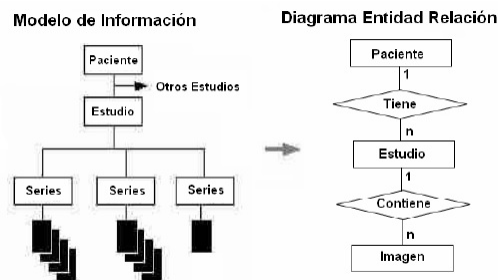 Modelo de Información
Paciente
Otros Estudios
Estudio
Series
Series
Series
Diagrama Entidad Relación
Paciente
1
Tiene
n
Estudio
1
Contiene
n
Imagen